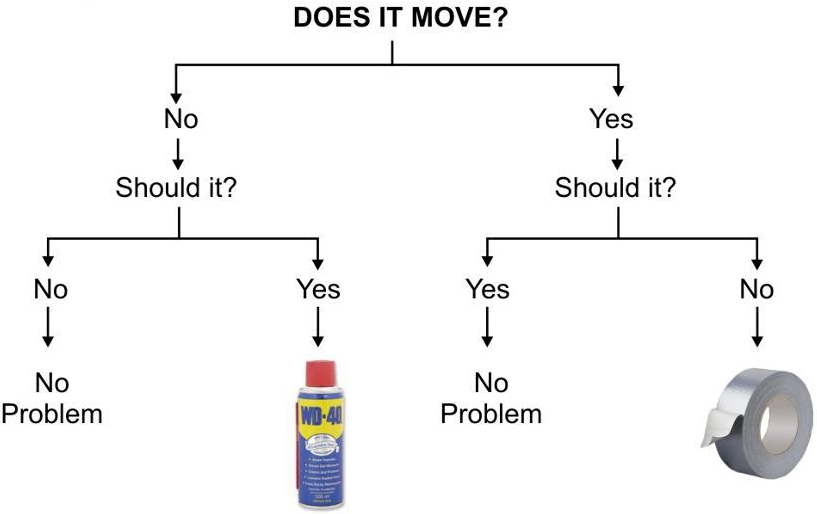 DOES IT MOVE?
No
Yes
Should it?
Should it?
No
Yes
Yes
No
No
Problem
No
Problem
WD-40